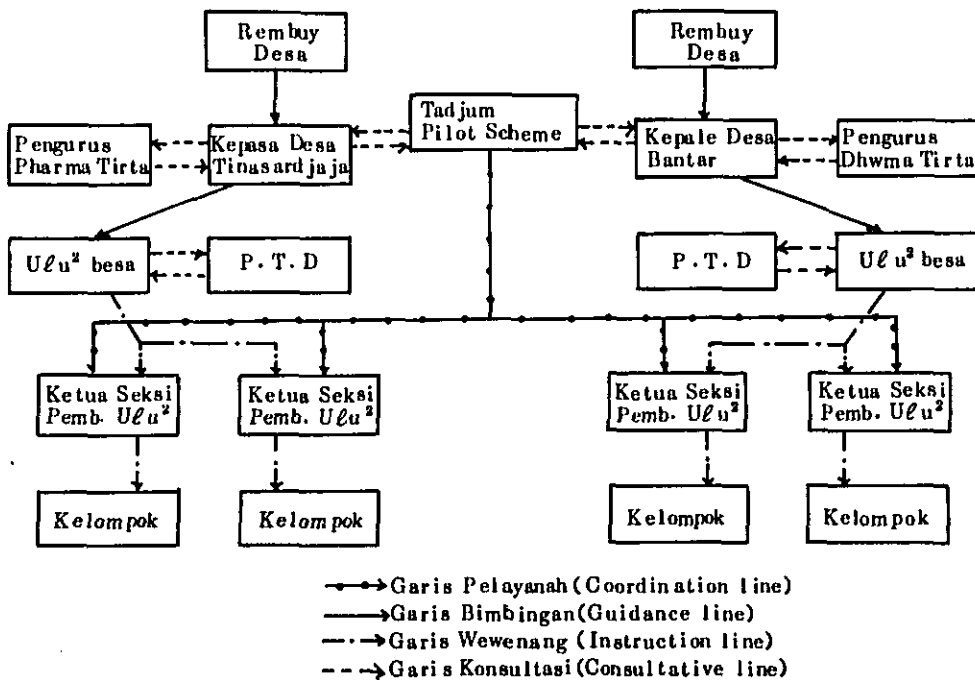 Rembuy
Desa
Rembuy
Desa
Tadjum
Pilot Scheme
Pengurus
Pharma Tirta
Kepasa Desa
Tinasardjaja
Kepale Desa
Bantar
Pengurus
Dhwma Tirta
Uℓu² besa
P.T.D
P.T.D
Uℓu² besa
Ketua Seksi
Pemb. Uℓu²
Ketua Seksi
Pemb. Uℓu²
Ketua Seksi
Pemb. Uℓu²
Ketua Seksi
Pemb. Uℓu²
Kelompok
Kelompok
Kelompok
Kelompok
Garis Pelayanah (Coordination line)
Garis Bimbingan (Guidance line)
Garis Wewenang (Instruction line)
Garis Konsultasi (Consultative line)